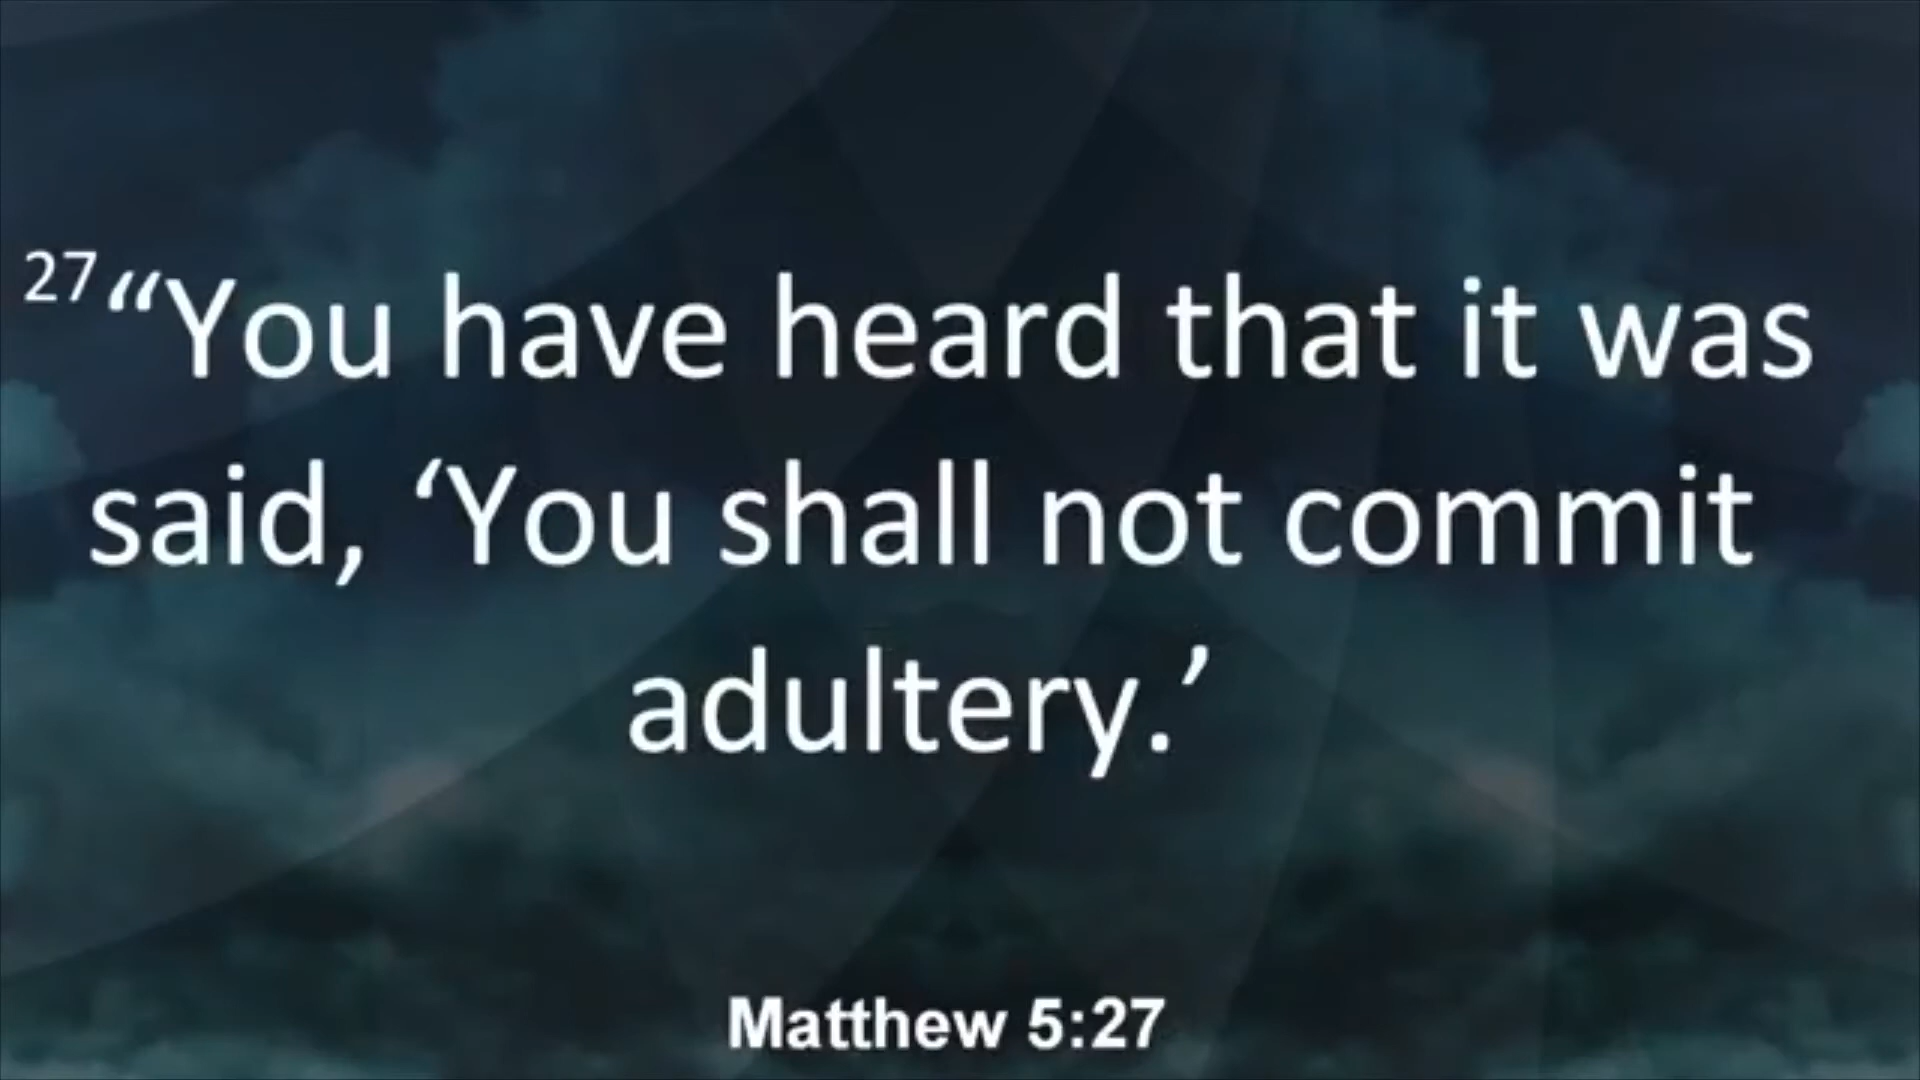 27 “You have heard that it was
said, ‘You shall not commit
adultery.’
Matthew 5:27